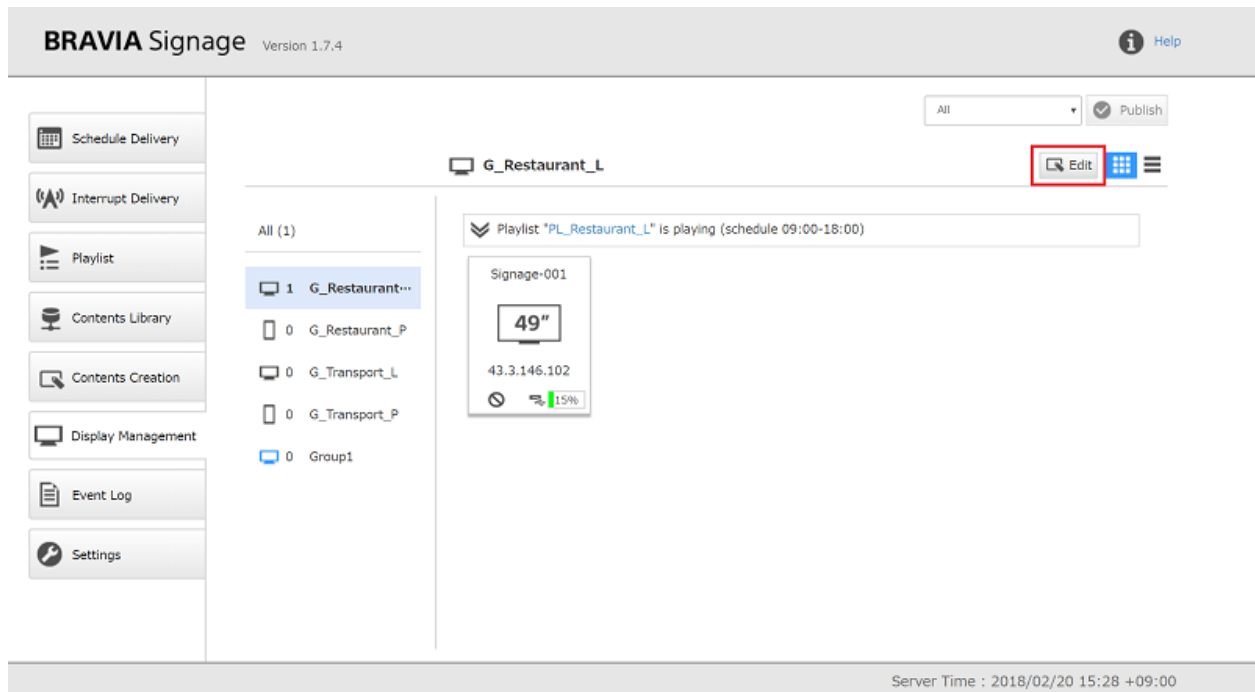 BRAVIA Signage Version 1.7.4
Help
All
Publish
Schedule Delivery
Interrupt Delivery
Playlist
Contents Library
Contents Creation
Display Management
Event Log
Settings
G_Restaurant_L
Edit
All (1)
1 G_Restaurant···
0 G_Restaurant_P
0 G_Transport_L
0 G_Transport_P
0 Group1
Playlist "PL_Restaurant_L" is playing (schedule 09:00-18:00)
Signage-001
49"
43.3.146.102
15%
Server Time : 2018/02/20 15:28 +09:00